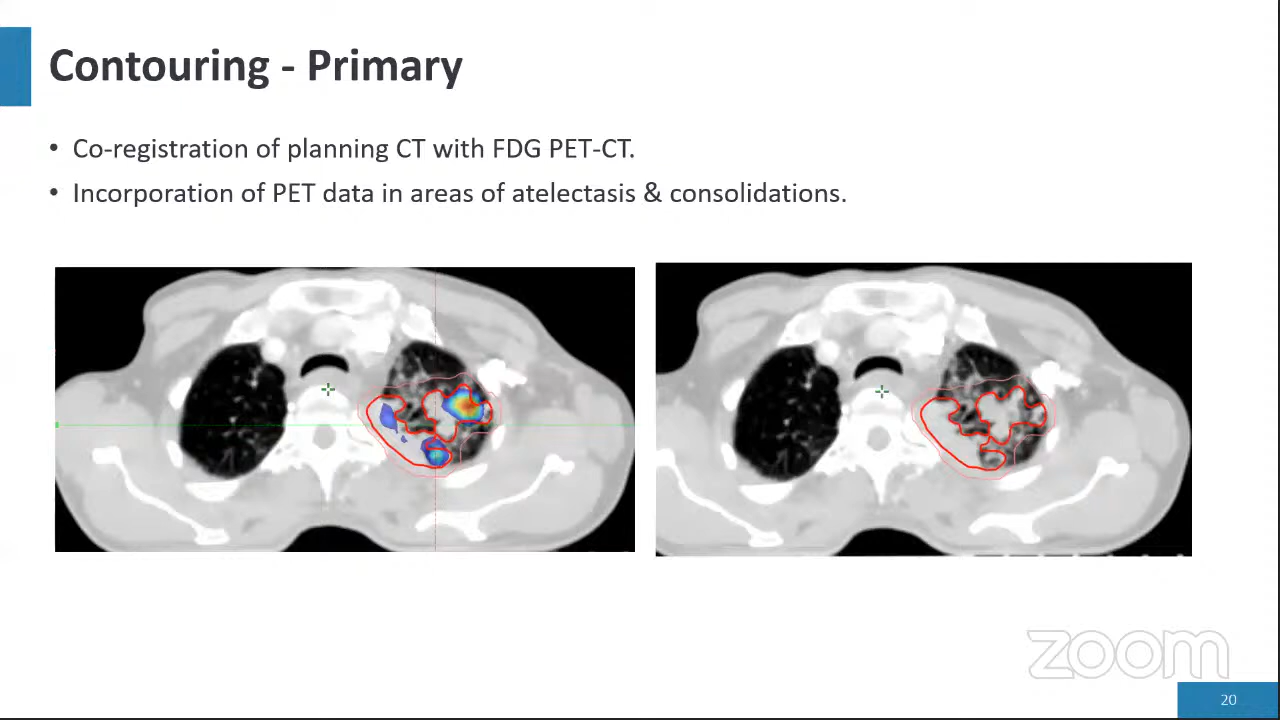 Contouring - Primary
• Co-registration of planning CT with FDG PET-CT.
• Incorporation of PET data in areas of atelectasis & consolidations.
zoom
20